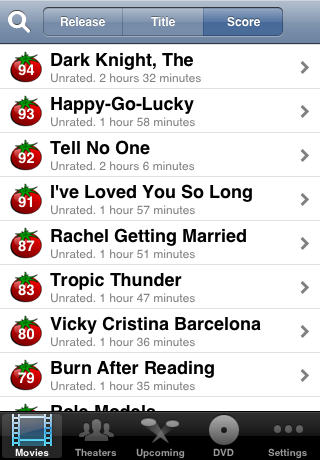 Release Title Score
94 Dark Knight, The
Unrated. 2 hours 32 minutes
93 Happy-Go-Lucky
Unrated. 1 hour 58 minutes
92 Tell No One
Unrated. 2 hours 6 minutes
91 I've Loved You So Long
Unrated. 1 hour 57 minutes
87 Rachel Getting Married
Unrated. 1 hour 51 minutes
83 Tropic Thunder
Unrated. 1 hour 47 minutes
80 Vicky Cristina Barcelona
Unrated. 1 hour 36 minutes
79 Burn After Reading
Unrated. 1 hour 35 minutes
Role Models
Movies Theaters Upcoming DVD Settings